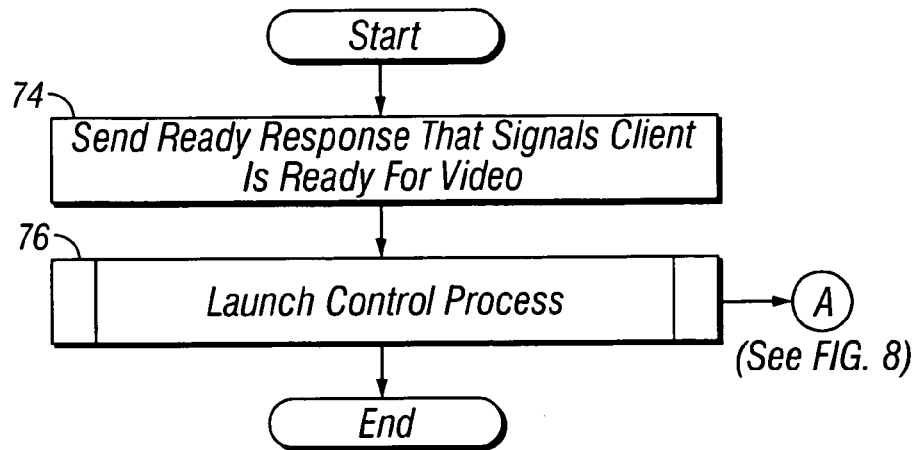 Start
74
Send Ready Response That Signals Client
Is Ready For Video
76
Launch Control Process
A
(See FIG. 8)
End